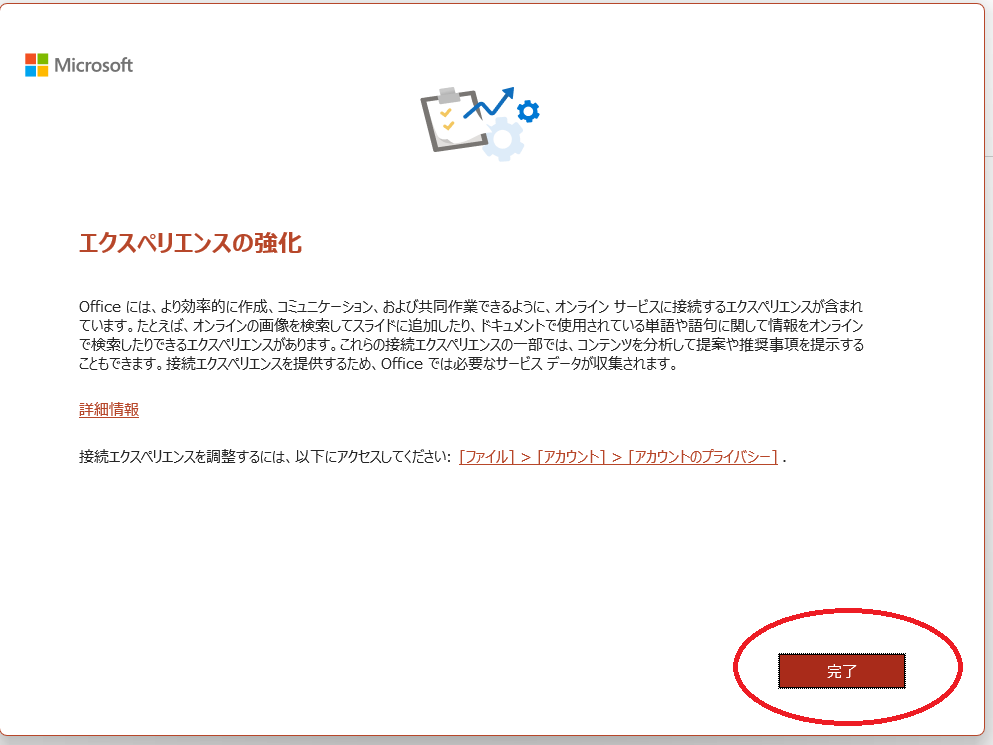 Microsoft
エクスペリエンスの強化
Office には、より効率的に作成、コミュニケーション、および共同作業できるように、オンライン サービスに接続するエクスペリエンスが含まれ
ています。たとえば、オンラインの画像を検索してスライドに追加したり、ドキュメントで使用されている単語や語句に関して情報をオンライン
で検索したりできるエクスペリエンスがあります。これらの接続エクスペリエンスの一部では、コンテンツを分析して提案や推奨事項を提示する
こともできます。接続エクスペリエンスを提供するため、Office では必要なサービス データが収集されます。
詳細情報
接続エクスペリエンスを調整するには、以下にアクセスしてください: [ファイル] > [アカウント] > [アカウントのプライバシー] .
完了